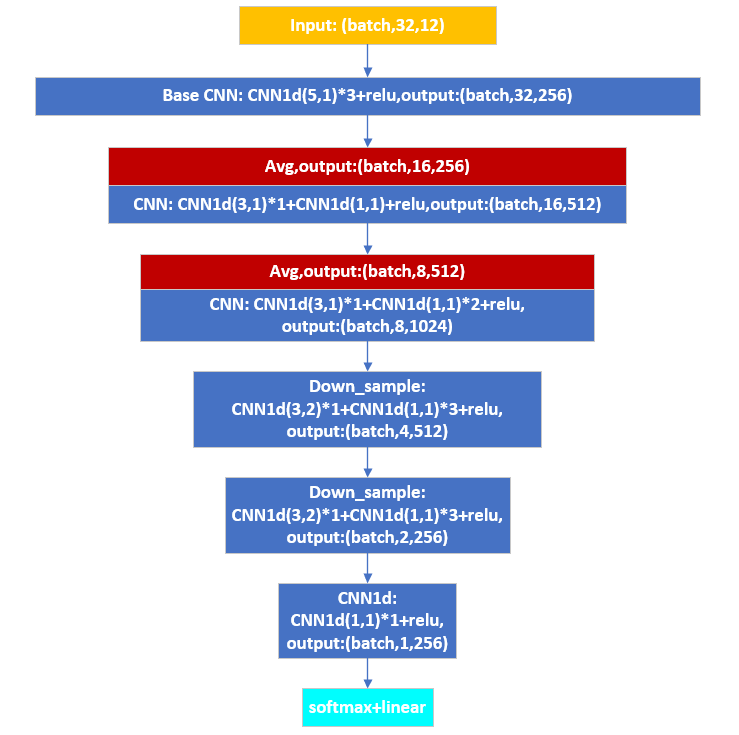 Input: (batch,32,12)
Base CNN: CNN1d(5,1)*3+relu,output:(batch,32,256)
Avg,output:(batch,16,256)
CNN: CNN1d(3,1)*1+CNN1d(1,1)+relu,output:(batch,16,512)
Avg,output:(batch,8,512)
CNN: CNN1d(3,1)*1+CNN1d(1,1)*2+relu,
output:(batch,8,1024)
Down_sample:
CNN1d(3,2)*1+CNN1d(1,1)*3+relu,
output:(batch,4,512)
Down_sample:
CNN1d(3,2)*1+CNN1d(1,1)*3+relu,
output:(batch,2,256)
CNN1d:
CNN1d(1,1)*1+relu,
output:(batch,1,256)
softmax+linear